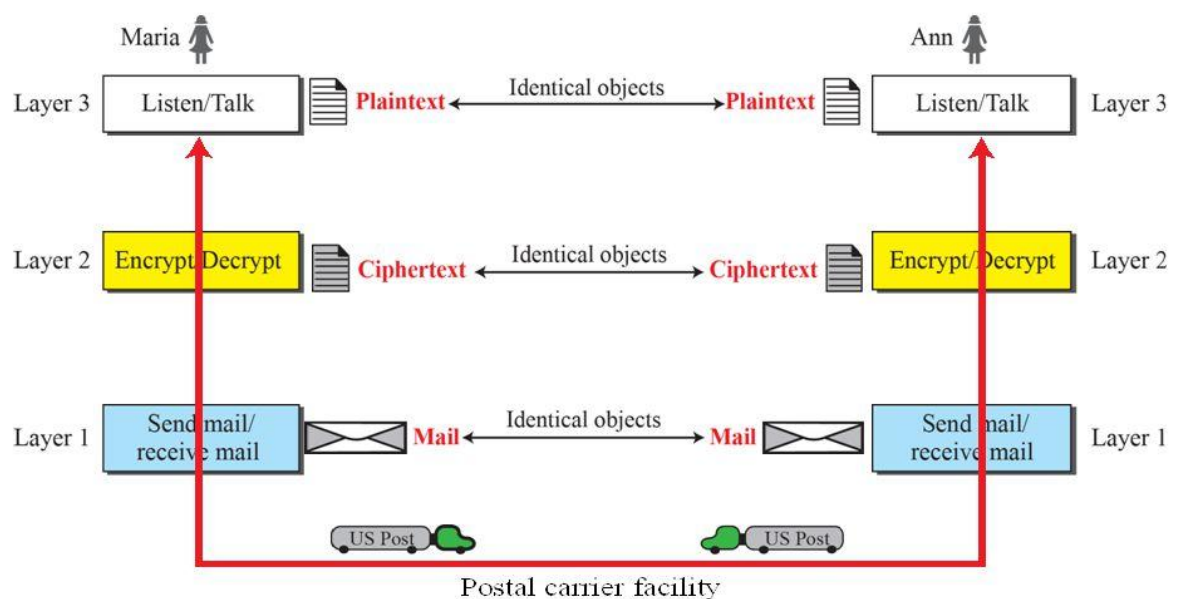 Maria
Ann
Layer 3
Listen/Talk
Plaintext
Identical objects
Plaintext
Listen/Talk
Layer 3
Layer 2
Encrypt/Decrypt
Ciphertext
Identical objects
Ciphertext
Encrypt/Decrypt
Layer 2
Layer 1
Send mail/
receive mail
Mail
Identical objects
Mail
Send mail/
receive mail
Layer 1
US Post
US Post
Postal carrier facility